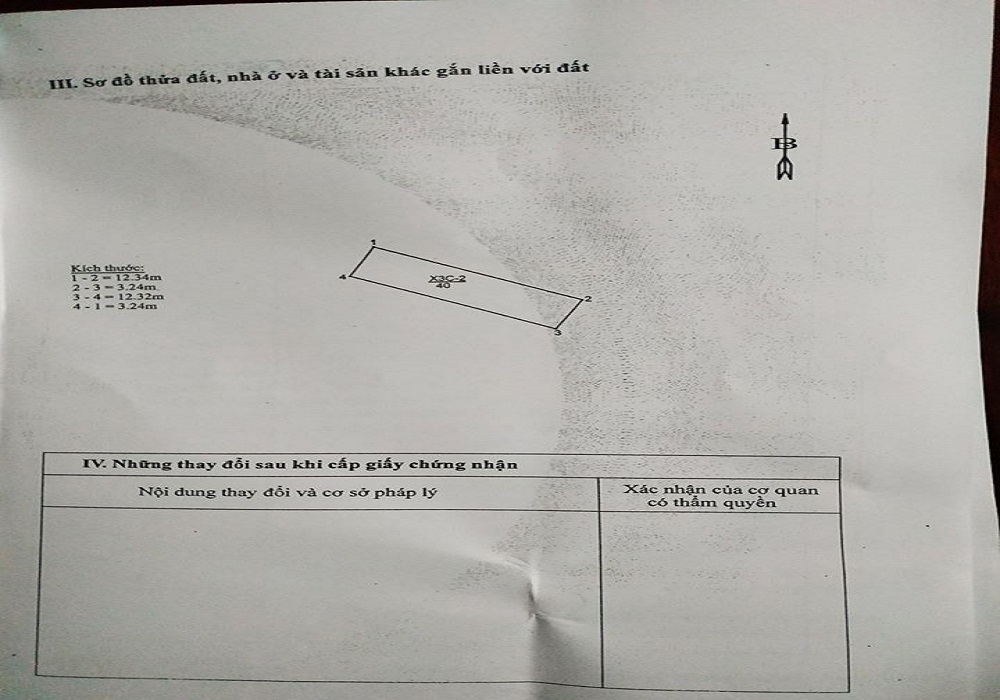 III. Sơ đồ thửa đất, nhà ở và tài sản khác gắn liền với đất
B
Kích thước:
1 - 2 = 12.34m
2 - 3 = 3.24m
3 - 4 = 12.32m
4 - 1 = 3.24m
1
4
X3C-2
40
2
3
IV. Những thay đổi sau khi cấp giấy chứng nhận
Nội dung thay đổi và cơ sở pháp lý
Xác nhận của cơ quan
có thẩm quyền